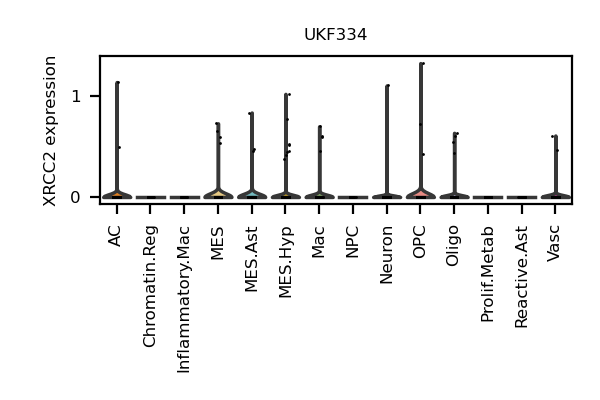 UKF334
XRCC2 expression
1
0
AC
Chromatin.Reg
Inflammatory.Mac
MES
MES.Ast
MES.Hyp
Mac
NPC
Neuron
OPC
Oligo
Prolif.Metab
Reactive.Ast
Vasc